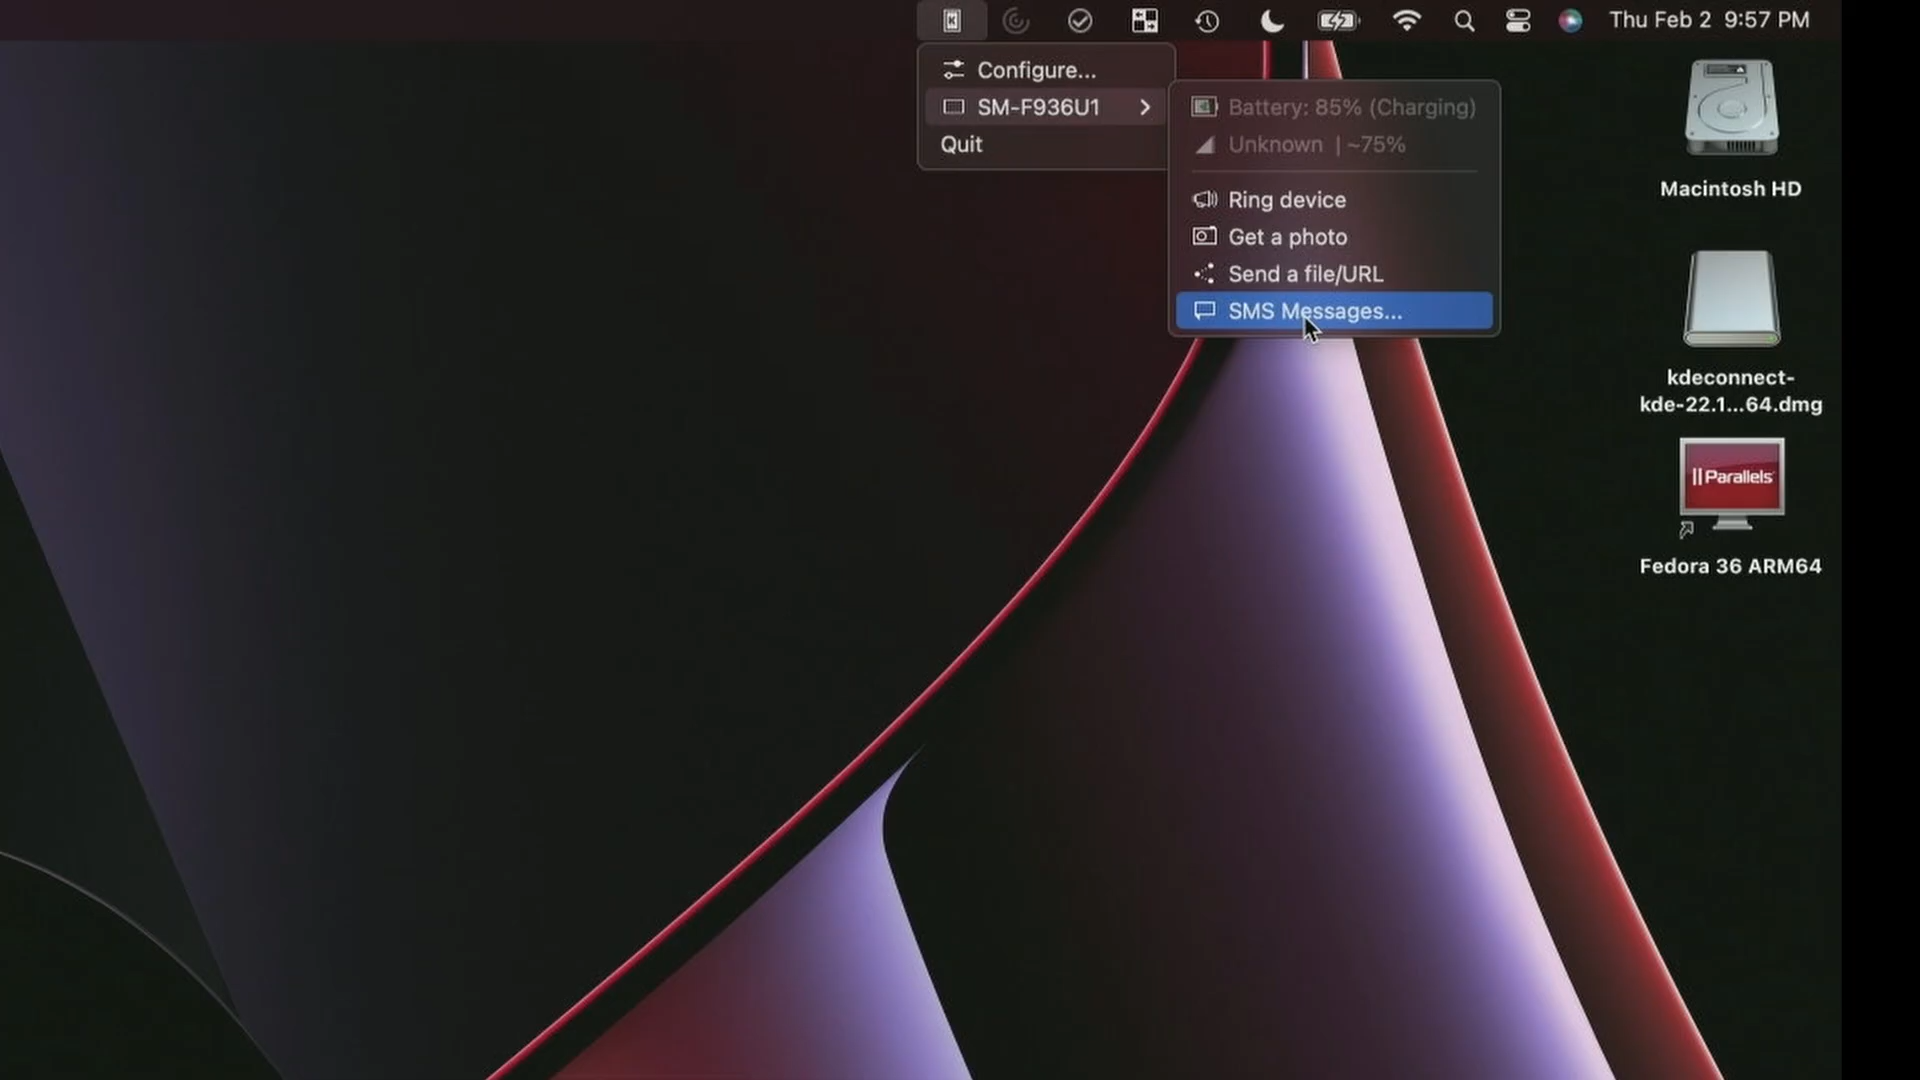 Thu Feb 2 9:57 PM
Configure...
SM-F936U1
Quit
Battery: 85% (Charging)
Unknown | ~75%
Ring device
Get a photo
Send a file/URL
SMS Messages...
Macintosh HD
kdeconnect-
kde-22.1...64.dmg
Parallels
Fedora 36 ARM64